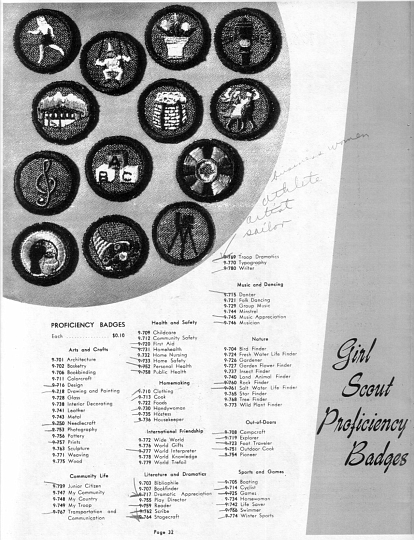 business women
athlete
artist
sailor
Girl
Scout
Proficiency
Badges
PROFICIENCY BADGES
Each $0.10
Arts and Crafts
9-701 Architecture
9-702 Basketry
9-706 Bookbinding
9-711 Colorcraft
9-716 Design
9-218 Drawing and Painting
9-728 Glass
9-738 Interior Decorating
9-741 Leather
9-743 Metal
9-250 Needlecraft
9-753 Photography
9-756 Pottery
9-757 Prints
9-763 Sculpture
9-771 Weaving
9-775 Wood
Community Life
9-739 Junior Citizen
9-747 My Community
9-748 My Country
9-749 My Troop
9-767 Transportation and
Communication
Health and Safety
9-709 Childcare
9-712 Community Safety
9-720 First Aid
9-731 Homehealth
9-732 Home Nursing
9-733 Home Safety
9-752 Personal Health
9-758 Public Health
Homemaking
9-710 Clothing
9-713 Cook
9-722 Foods
9-730 Handywoman
9-735 Hostess
9-736 Housekeeper
International Friendship
9-772 Wide World
9-776 World Gifts
9-777 World Interpreter
9-778 World Knowledge
9-779 World Trefoil
Literature and Dramatics
9-703 Bibliophile
9-707 Bookfinder
9-717 Dramatic Appreciation
9-755 Play Director
9-759 Reader
9-762 Scribe
9-764 Stagecraft
9-769 Troop Dramatics
9-770 Typography
9-780 Writer
Music and Dancing
9-715 Dancer
9-721 Folk Dancing
9-729 Group Music
9-744 Minstrel
9-745 Music Appreciation
9-746 Musician
Nature
9-704 Bird Finder
9-724 Fresh Water Life Finder
9-726 Gardener
9-727 Garden Flower Finder
9-737 Insect Finder
9-740 Land Animal Finder
9-760 Rock Finder
9-761 Salt Water Life Finder
9-765 Star Finder
9-768 Tree Finder
9-773 Wild Plant Finder
Out-of-Doors
9-708 Campcraft
9-719 Explorer
9-723 Foot Traveler
9-751 Outdoor Cook
9-754 Pioneer
Sports and Games
9-705 Boating
9-714 Cyclist
9-725 Games
9-734 Horsewoman
9-742 Life Saver
9-766 Swimmer
9-774 Winter Sports
A
B C
Page 32